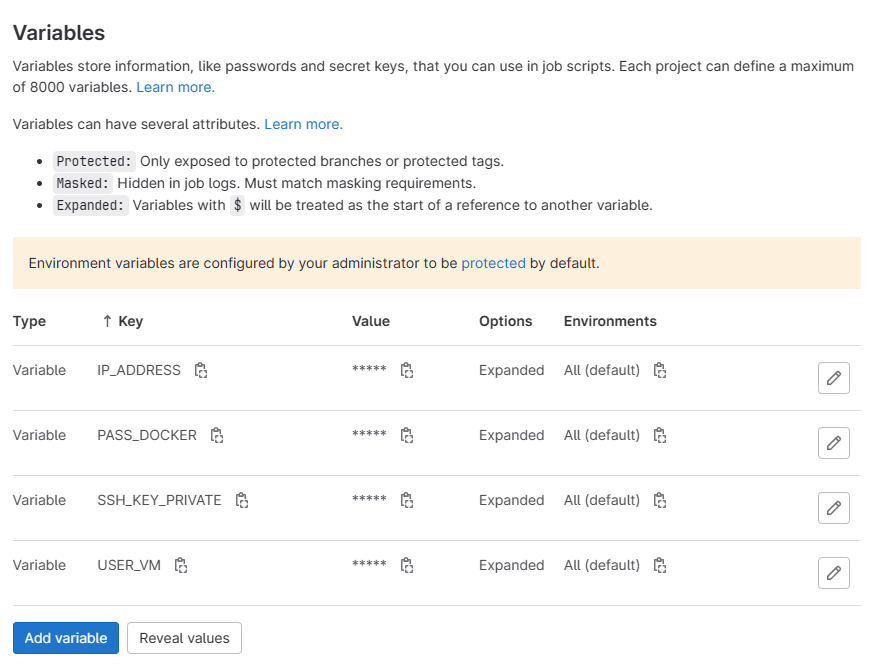 Variables
Variables store information, like passwords and secret keys, that you can use in job scripts. Each project can define a maximum
of 8000 variables. Learn more.
Variables can have several attributes. Learn more.
• Protected: Only exposed to protected branches or protected tags.
• Masked: Hidden in job logs. Must match masking requirements.
• Expanded: Variables with $ will be treated as the start of a reference to another variable.
Environment variables are configured by your administrator to be protected by default.
Type ↑ Key Value Options Environments
Variable IP_ADDRESS ***** Expanded All (default)
Variable PASS_DOCKER ***** Expanded All (default)
Variable SSH_KEY_PRIVATE ***** Expanded All (default)
Variable USER_VM ***** Expanded All (default)
Add variable Reveal values